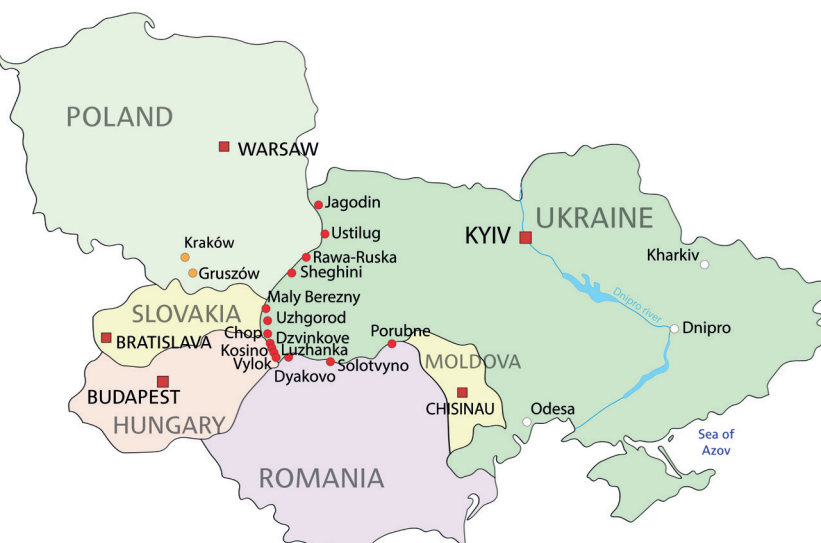 POLAND
WARSAW
Jagodin
Ustilug
KYIV
UKRAINE
Kraków
Rawa-Ruska
Kharkiv
Gruszów
Sheghini
Maly Berezny
Dnipro river
SLOVAKIA
Uzhgorod
Dnipro
Chop
Dzvinkove
Porubne
BRATISLAVA
Kosino
Luzhanka
MOLDOVA
Vylok
Solotvyno
Dyakovo
BUDAPEST
CHISINAU
Odesa
HUNGARY
Sea of
Azov
ROMANIA